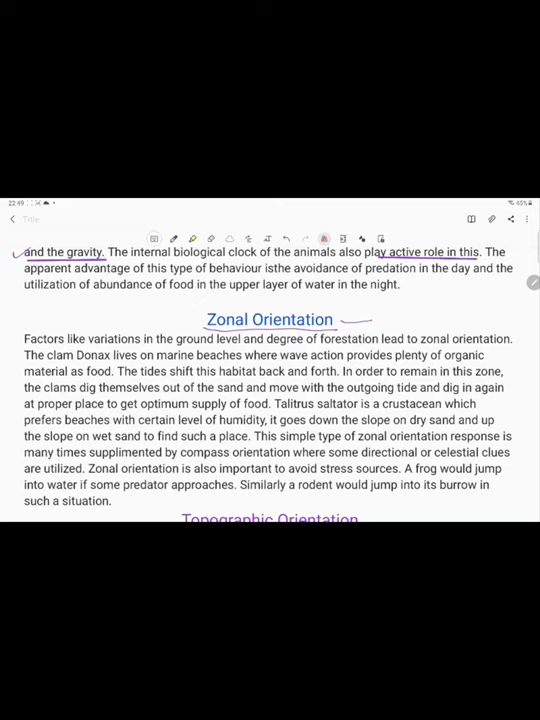 22:49
45%
Title
and the gravity. The internal biological clock of the animals also play active role in this. The
apparent advantage of this type of behaviour isthe avoidance of predation in the day and the
utilization of abundance of food in the upper layer of water in the night.
Zonal Orientation
Factors like variations in the ground level and degree of forestation lead to zonal orientation.
The clam Donax lives on marine beaches where wave action provides plenty of organic
material as food. The tides shift this habitat back and forth. In order to remain in this zone,
the clams dig themselves out of the sand and move with the outgoing tide and dig in again
at proper place to get optimum supply of food. Talitrus saltator is a crustacean which
prefers beaches with certain level of humidity, it goes down the slope on dry sand and up
the slope on wet sand to find such a place. This simple type of zonal orientation response is
many times supplimented by compass orientation where some directional or celestial clues
are utilized. Zonal orientation is also important to avoid stress sources. A frog would jump
into water if some predator approaches. Similarly a rodent would jump into its burrow in
such a situation.
Topographic Orientation